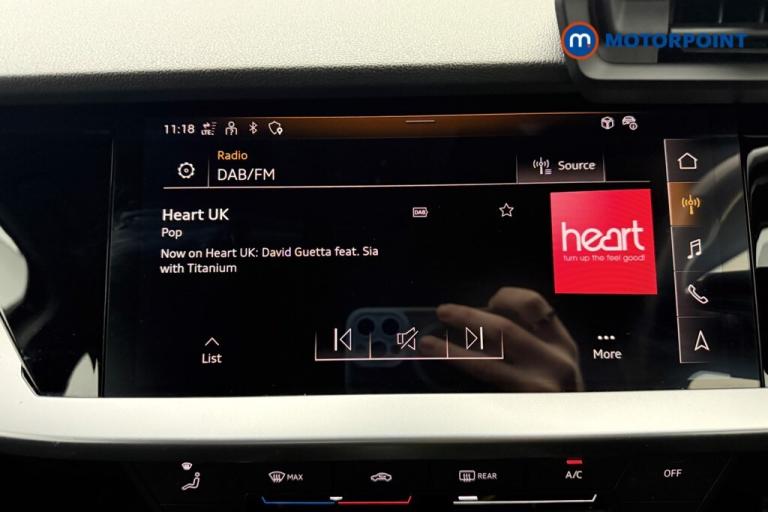 m MOTORPOINT
11:18 LTE
Radio
DAB/FM
Source
Heart UK
DAB
Pop
Now on Heart UK: David Guetta feat. Sia
with Titanium
heart
turn up the feel good!
List
More
MAX
REAR
A/C
OFF